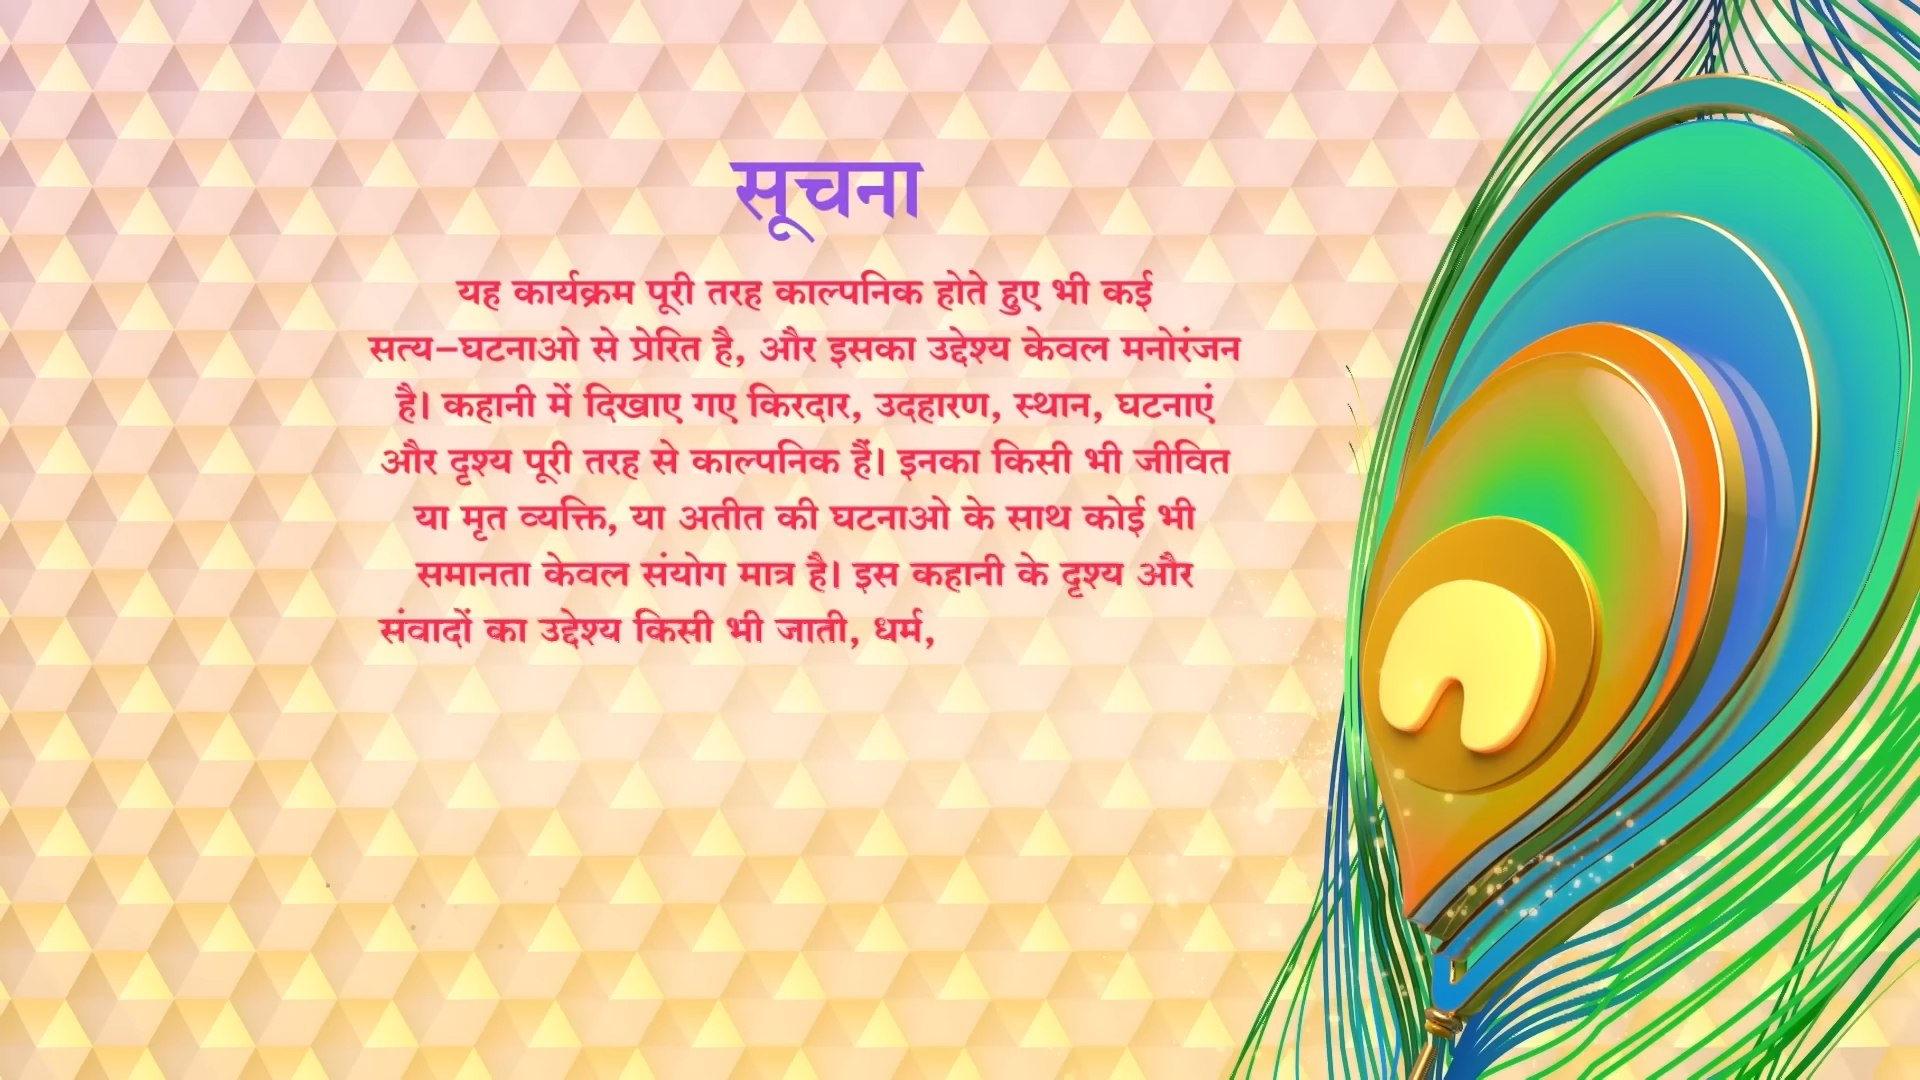 सूचना
यह कार्यक्रम पूरी तरह काल्पनिक होते हुए भी कई
सत्य-घटनाओ से प्रेरित है, और इसका उद्देश्य केवल मनोरंजन
है। कहानी में दिखाए गए किरदार, उदहारण, स्थान, घटनाएं
और दृश्य पूरी तरह से काल्पनिक हैं। इनका किसी भी जीवित
या मृत व्यक्ति, या अतीत की घटनाओ के साथ कोई भी
समानता केवल संयोग मात्र है। इस कहानी के दृश्य और
संवादों का उद्देश्य किसी भी जाती, धर्म,